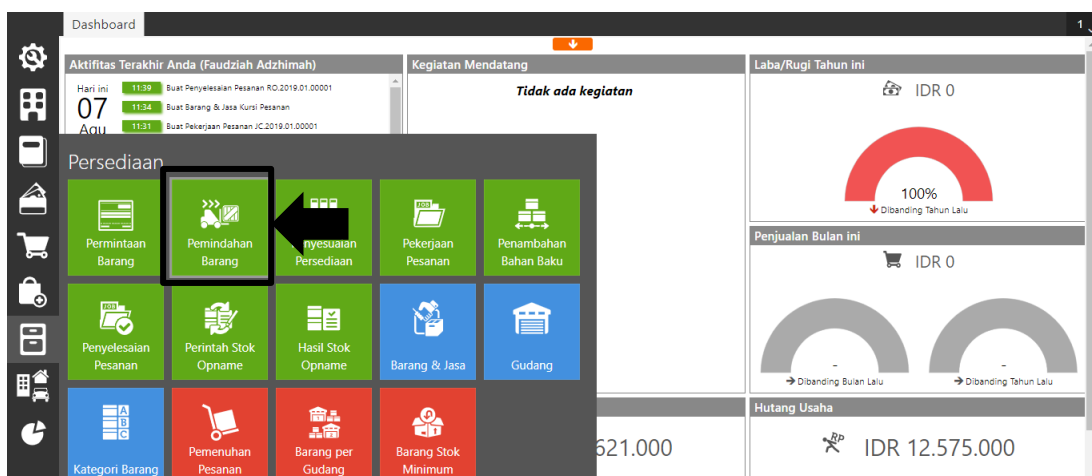 Dashboard
1
Aktifitas Terakhir Anda (Faudziah Adzhimah)
Hari ini
07
Agu
11:39 Buat Penyelesaian Pesanan RO.2019.01.00001
11:34 Buat Barang & Jasa Kursi Pesanan
11:31 Buat Pekerjaan Pesanan JC.2019.01.00001
Kegiatan Mendatang
Tidak ada kegiatan
Laba/Rugi Tahun ini
IDR 0
100%
Dibanding Tahun Lalu
Penjualan Bulan ini
IDR 0
-
Dibanding Bulan Lalu
-
Dibanding Tahun Lalu
Hutang Usaha
IDR 12.575.000
621.000
Persediaan
Permintaan
Barang
Pemindahan
Barang
nyesuaian
Persediaan
JOB
Pekerjaan
Pesanan
Penambahan
Bahan Baku
JOB
Penyelesaian
Pesanan
Perintah Stok
Opname
Hasil Stok
Opname
Barang & Jasa
Gudang
A
B
C
Kategori Barang
Pemenuhan
Pesanan
Barang per
Gudang
Barang Stok
Minimum
RP